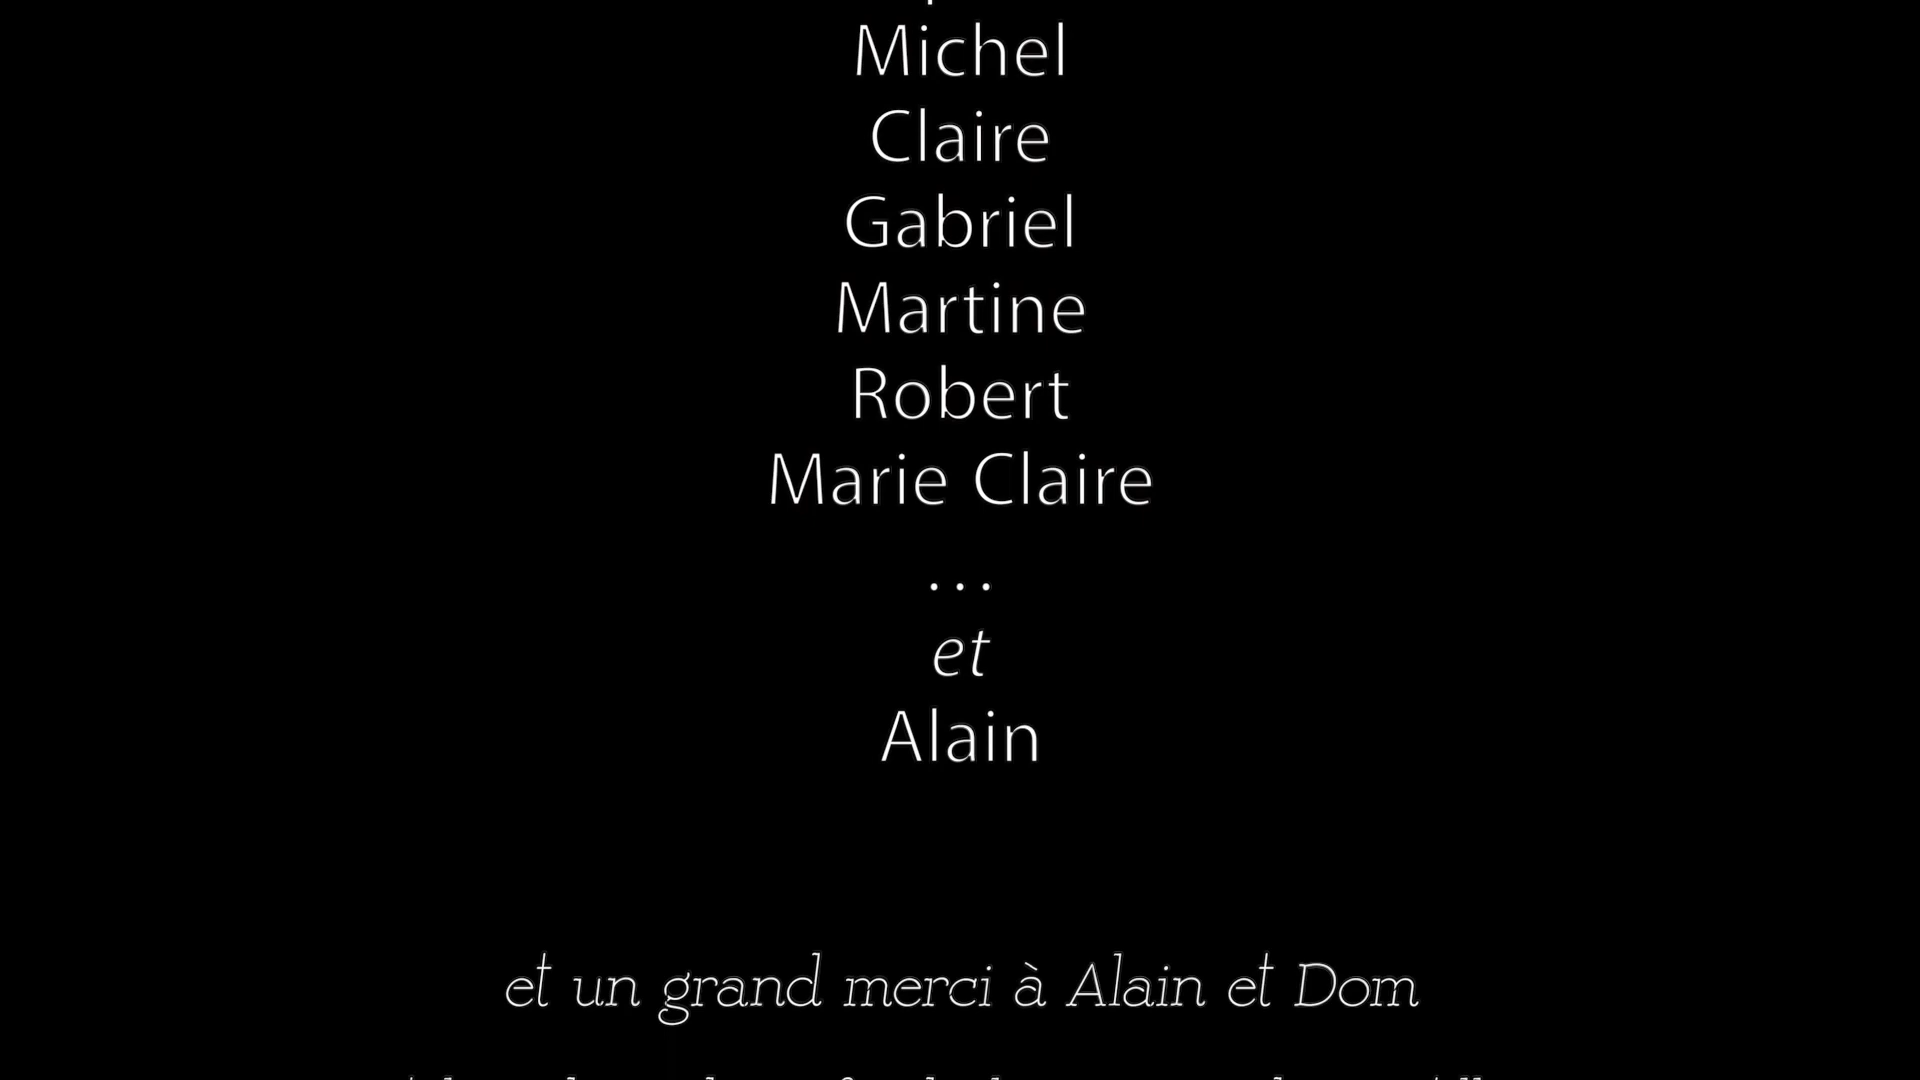 Michel
Claire
Gabriel
Martine
Robert
Marie Claire
...
et
Alain
et un grand merci à Alain et Dom